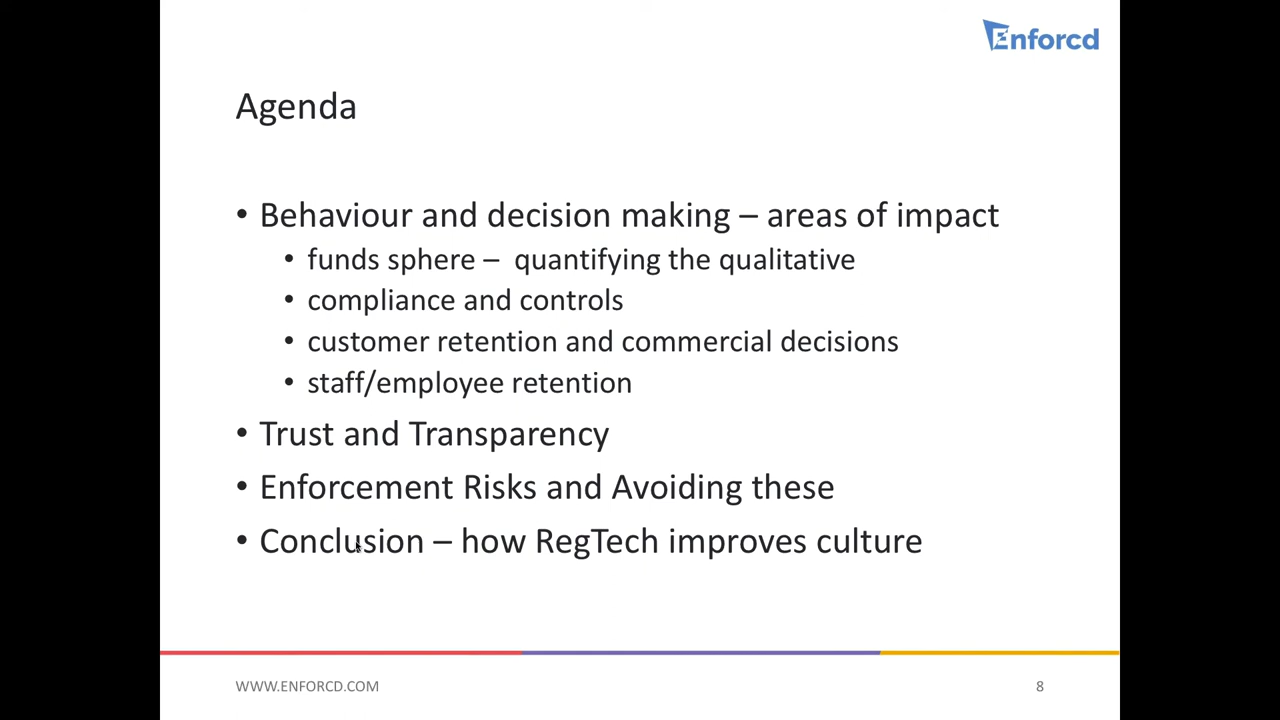 Enforcd
Agenda
• Behaviour and decision making – areas of impact
• funds sphere –  quantifying the qualitative
• compliance and controls
• customer retention and commercial decisions
• staff/employee retention
• Trust and Transparency
• Enforcement Risks and Avoiding these
• Conclusion – how RegTech improves culture
WWW.ENFORCD.COM
8